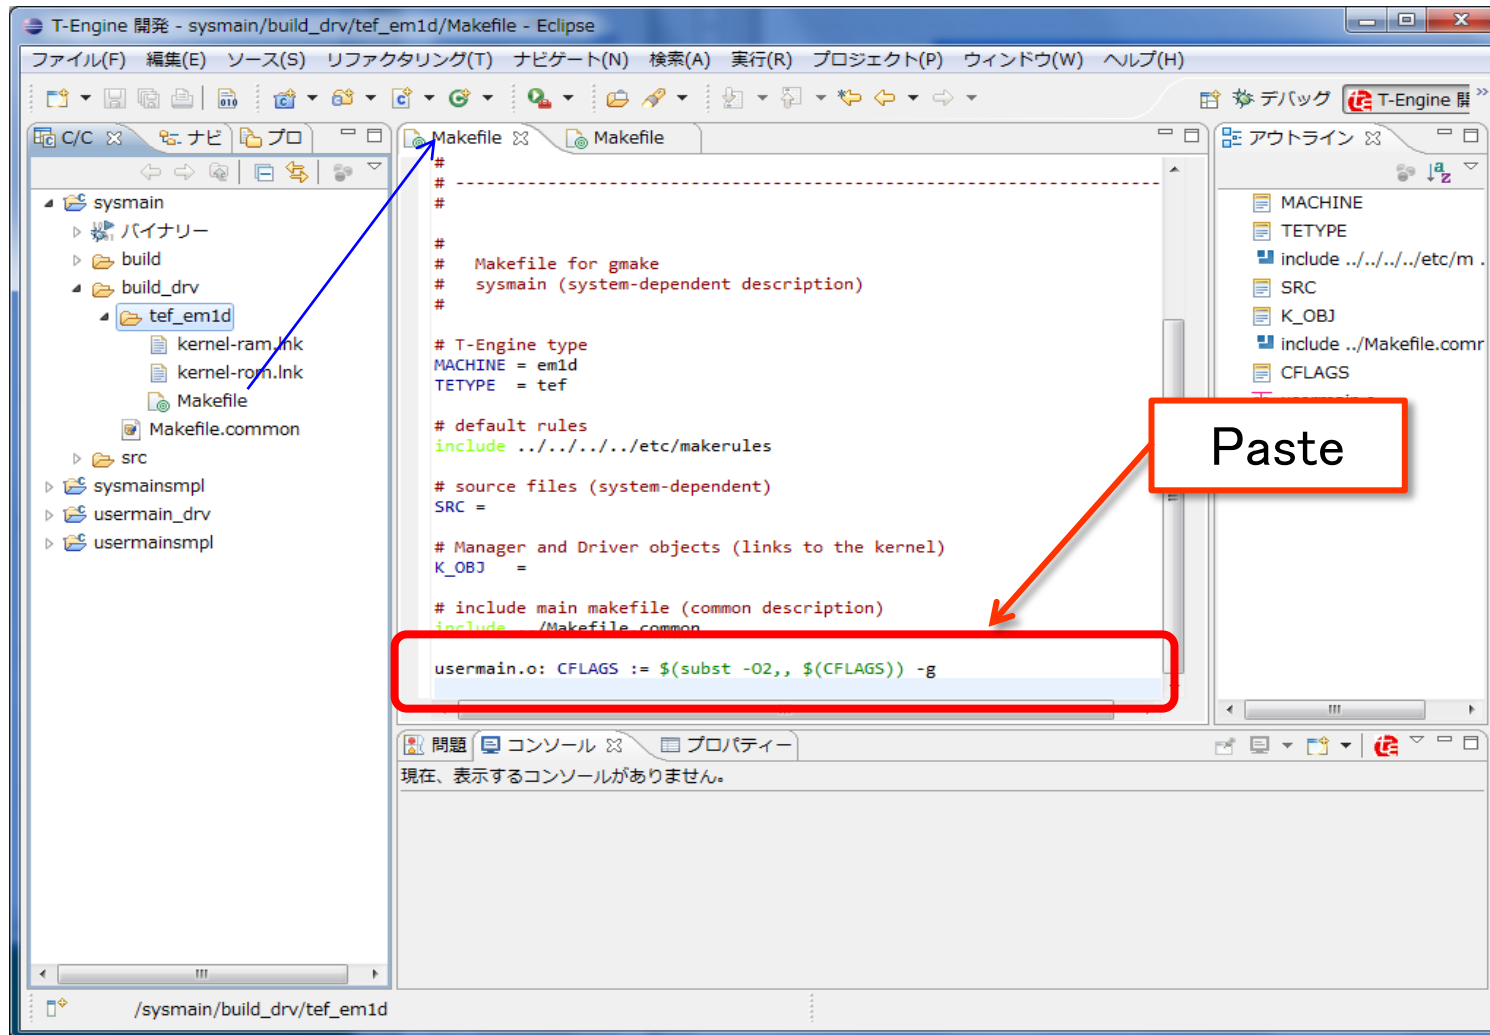 T-Engine 開発 - sysmain/build_drv/tef_em1d/Makefile - Eclipse
ファイル(F) 編集(E) ソース(S) リファクタリング(T) ナビゲート(N) 検索(A) 実行(R) プロジェクト(P) ウィンドウ(W) ヘルプ(H)
デバッグ T-Engine 開
C/C ナビ プロ
Makefile Makefile
アウトライン
sysmain
バイナリー
build
build_drv
tef_em1d
kernel-ram.lnk
kernel-rom.lnk
Makefile
Makefile.common
src
sysmainsmpl
usermain_drv
usermainsmpl
#
# ---------------------------------------------------------------------
#
#
# Makefile for gmake
# sysmain (system-dependent description)
#
# T-Engine type
MACHINE = em1d
TETYPE = tef
# default rules
include ../../../../etc/makerules
# source files (system-dependent)
SRC =
# Manager and Driver objects (links to the kernel)
K_OBJ =
# include main makefile (common description)
include ../Makefile.common
usermain.o: CFLAGS := $(subst -O2,, $(CFLAGS)) -g
MACHINE
TETYPE
include ../../../../etc/m
SRC
K_OBJ
include ../Makefile.comr
CFLAGS
Paste
問題 コンソール プロパティー
現在、表示するコンソールがありません。
/sysmain/build_drv/tef_em1d